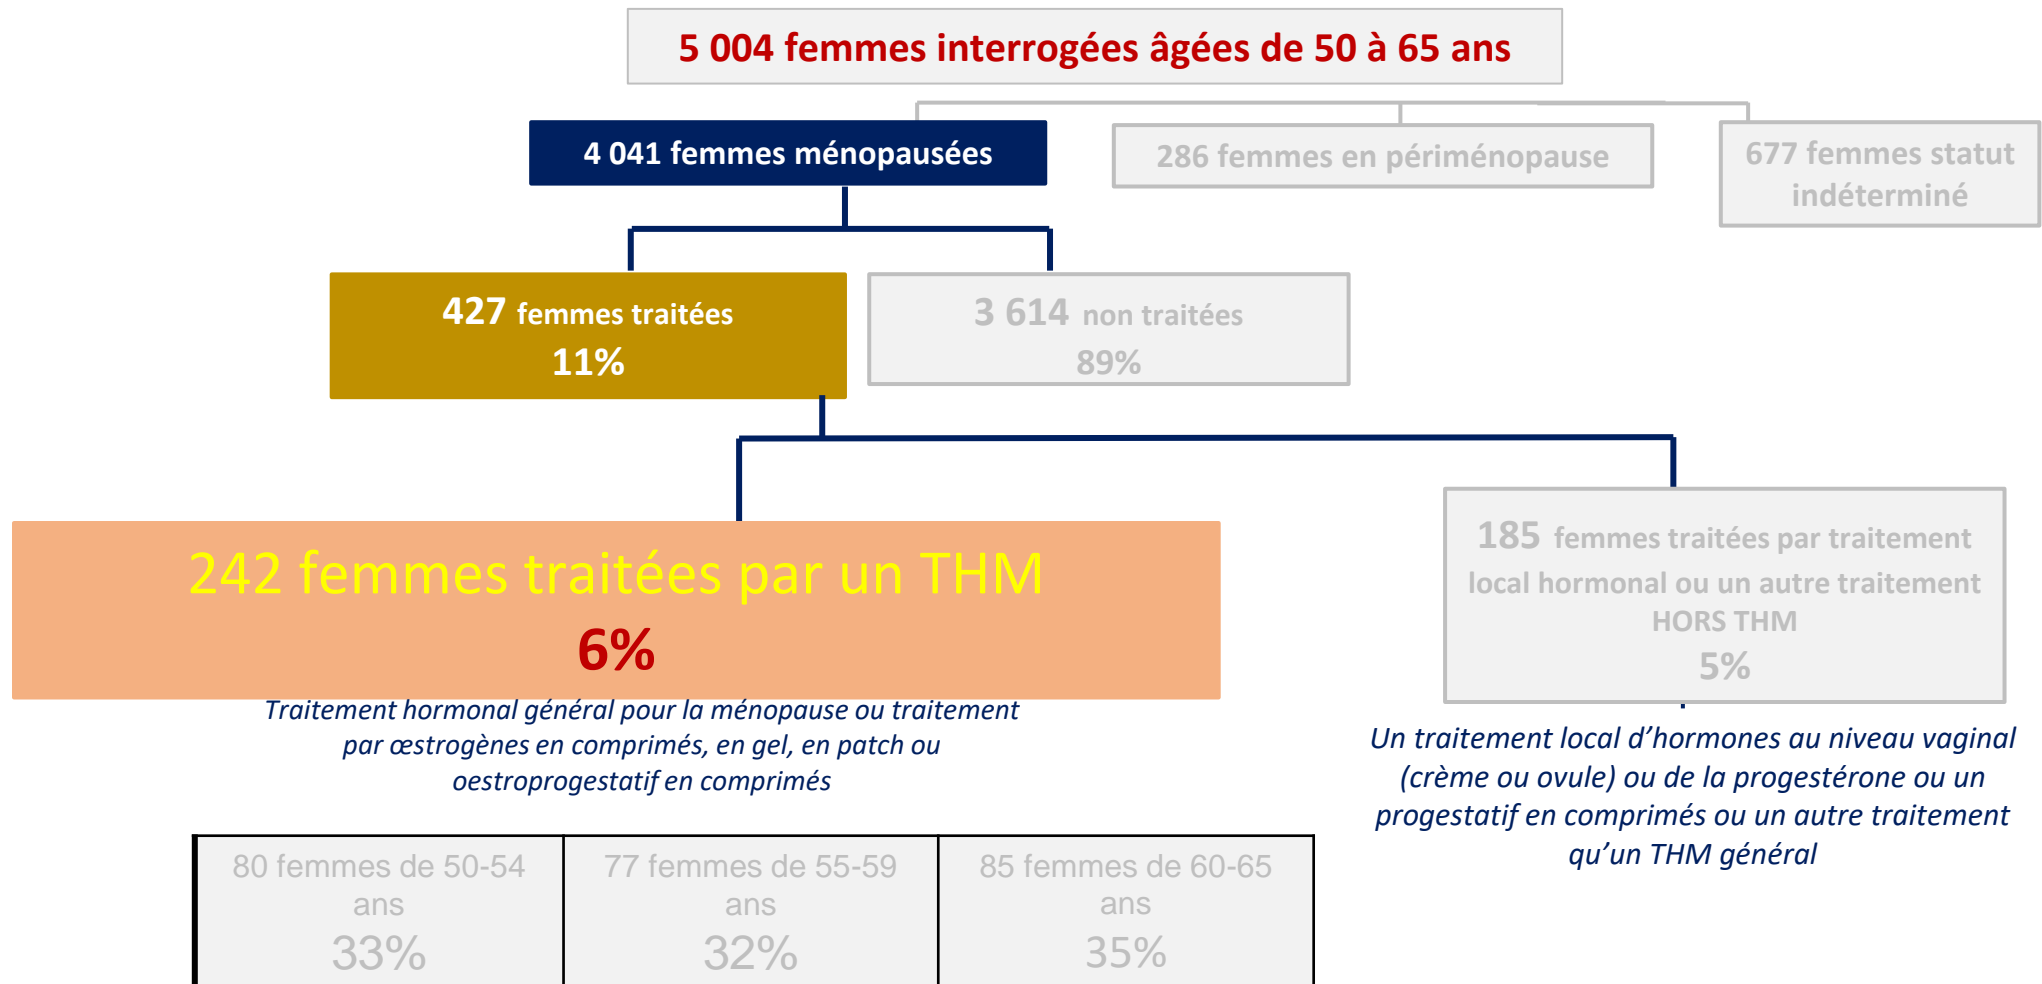 5 004 femmes interrogées âgées de 50 à 65 ans
4 041 femmes ménopausées
286 femmes en périménopause
677 femmes statut
indéterminé
427 femmes traitées
11%
3 614 non traitées
89%
242 femmes traitées par un THM
6%
185 femmes traitées par traitement
local hormonal ou un autre traitement
HORS THM
5%
Traitement hormonal général pour la ménopause ou traitement
par œstrogènes en comprimés, en gel, en patch ou
oestroprogestatif en comprimés
Un traitement local d’hormones au niveau vaginal
(crème ou ovule) ou de la progestérone ou un
progestatif en comprimés ou un autre traitement
qu’un THM général
80 femmes de 50-54
ans
33%
77 femmes de 55-59
ans
32%
85 femmes de 60-65
ans
35%